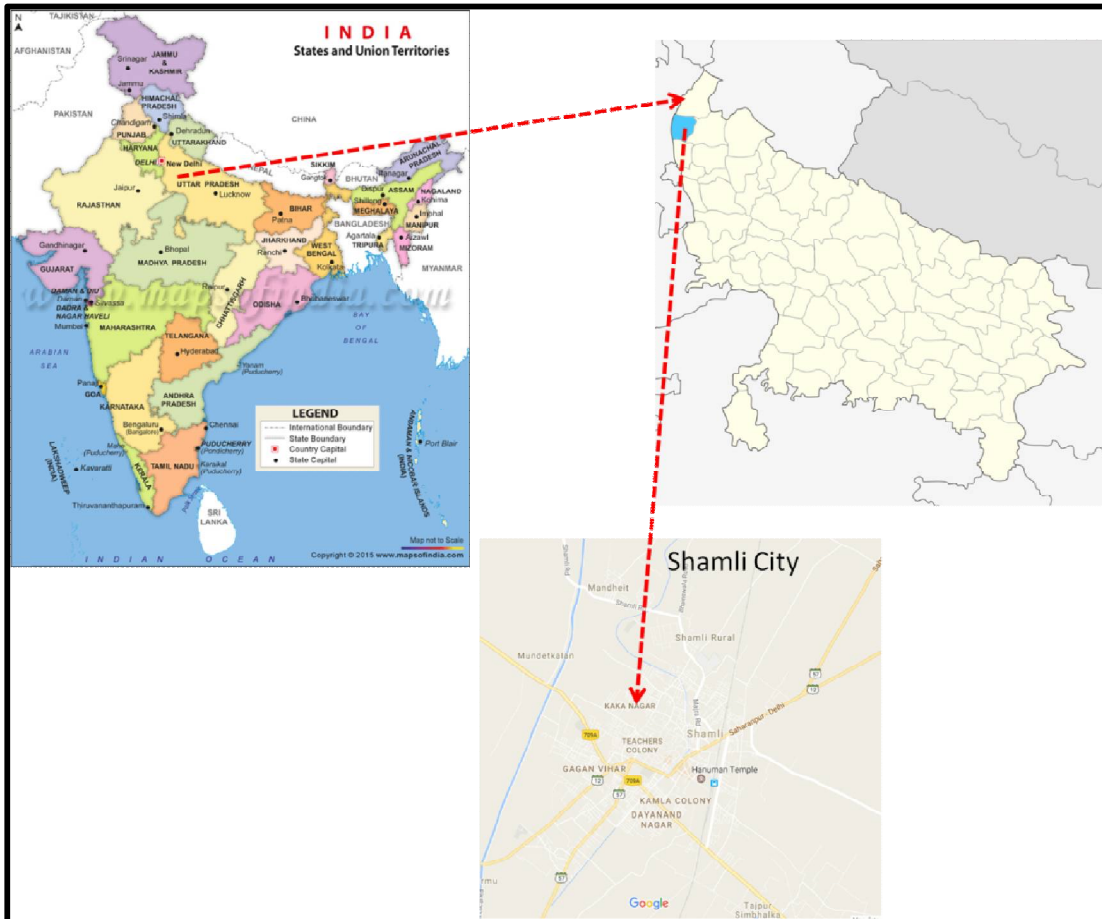 N
TAJIKISTAN
INDIA
States and Union Territories
AFGHANISTAN
Srinagar
JAMMU
&
KASHMIR
Jammu
HIMACHAL
PRADESH
Shimla
PAKISTAN
CHINA
Chandigarh
PUNJAB
Dehradun
UTTARAKHAND
HARYANA
DELHI
New Delhi
NEPAL
SIKKIM
Gangtok
BHUTAN
ARUNACHAL
PRADESH
Itanagar
Jaipur
UTTAR PRADESH
Lucknow
RAJASTHAN
Dispur
ASSAM
NAGALAND
Kohima
Shillong
MEGHALAYA
BIHAR
Patna
Imphal
MANIPUR
BANGLADESH
Agartala
TRIPURA
Aizawl
MIZORAM
Gandhinagar
GUJARAT
Bhopal
MADHYA PRADESH
JHARKHAND
Ranchi
WEST
BENGAL
Kolkata
MYANMAR
www.mapsofindia.com
Raipur
CHHATTISGARH
ODISHA
Bhubaneswar
DAMAN & DIU
Daman
Silvassa
DADRA &
NAGAR HAVELI
Mumbai
MAHARASHTRA
BAY
OF
BENGAL
TELANGANA
Hyderabad
ARABIAN
SEA
Yanam
(Puducherry)
Panaji
GOA
KARNATAKA
ANDHRA
PRADESH
LEGEND
International Boundary
State Boundary
Country Capital
State Capital
Bengaluru
(Bangalore)
Chennai
Mahe
(Puducherry)
PUDUCHERRY
(Pondicherry)
Karaikal
(Puducherry)
LAKSHADWEEP
(INDIA)
Kavaratti
KERALA
TAMIL NADU
ANDAMAN & NICOBAR ISLANDS
(INDIA)
Port Blair
Thiruvananthapuram
SRI
LANKA
Map not to Scale
INDIAN OCEAN
Copyright © 2015 www.mapsofindia.com
Shamli City
Mandheit
Shamli Rural
Mundetkalan
57
12
KAKA NAGAR
Saharanpur - Delhi
Shamli
709A
TEACHERS
COLONY
GAGAN VIHAR
Hanuman Temple
12
709A
57
KAMLA COLONY
DAYANAND
NAGAR
57
Google
Tajpur
Simbhalka